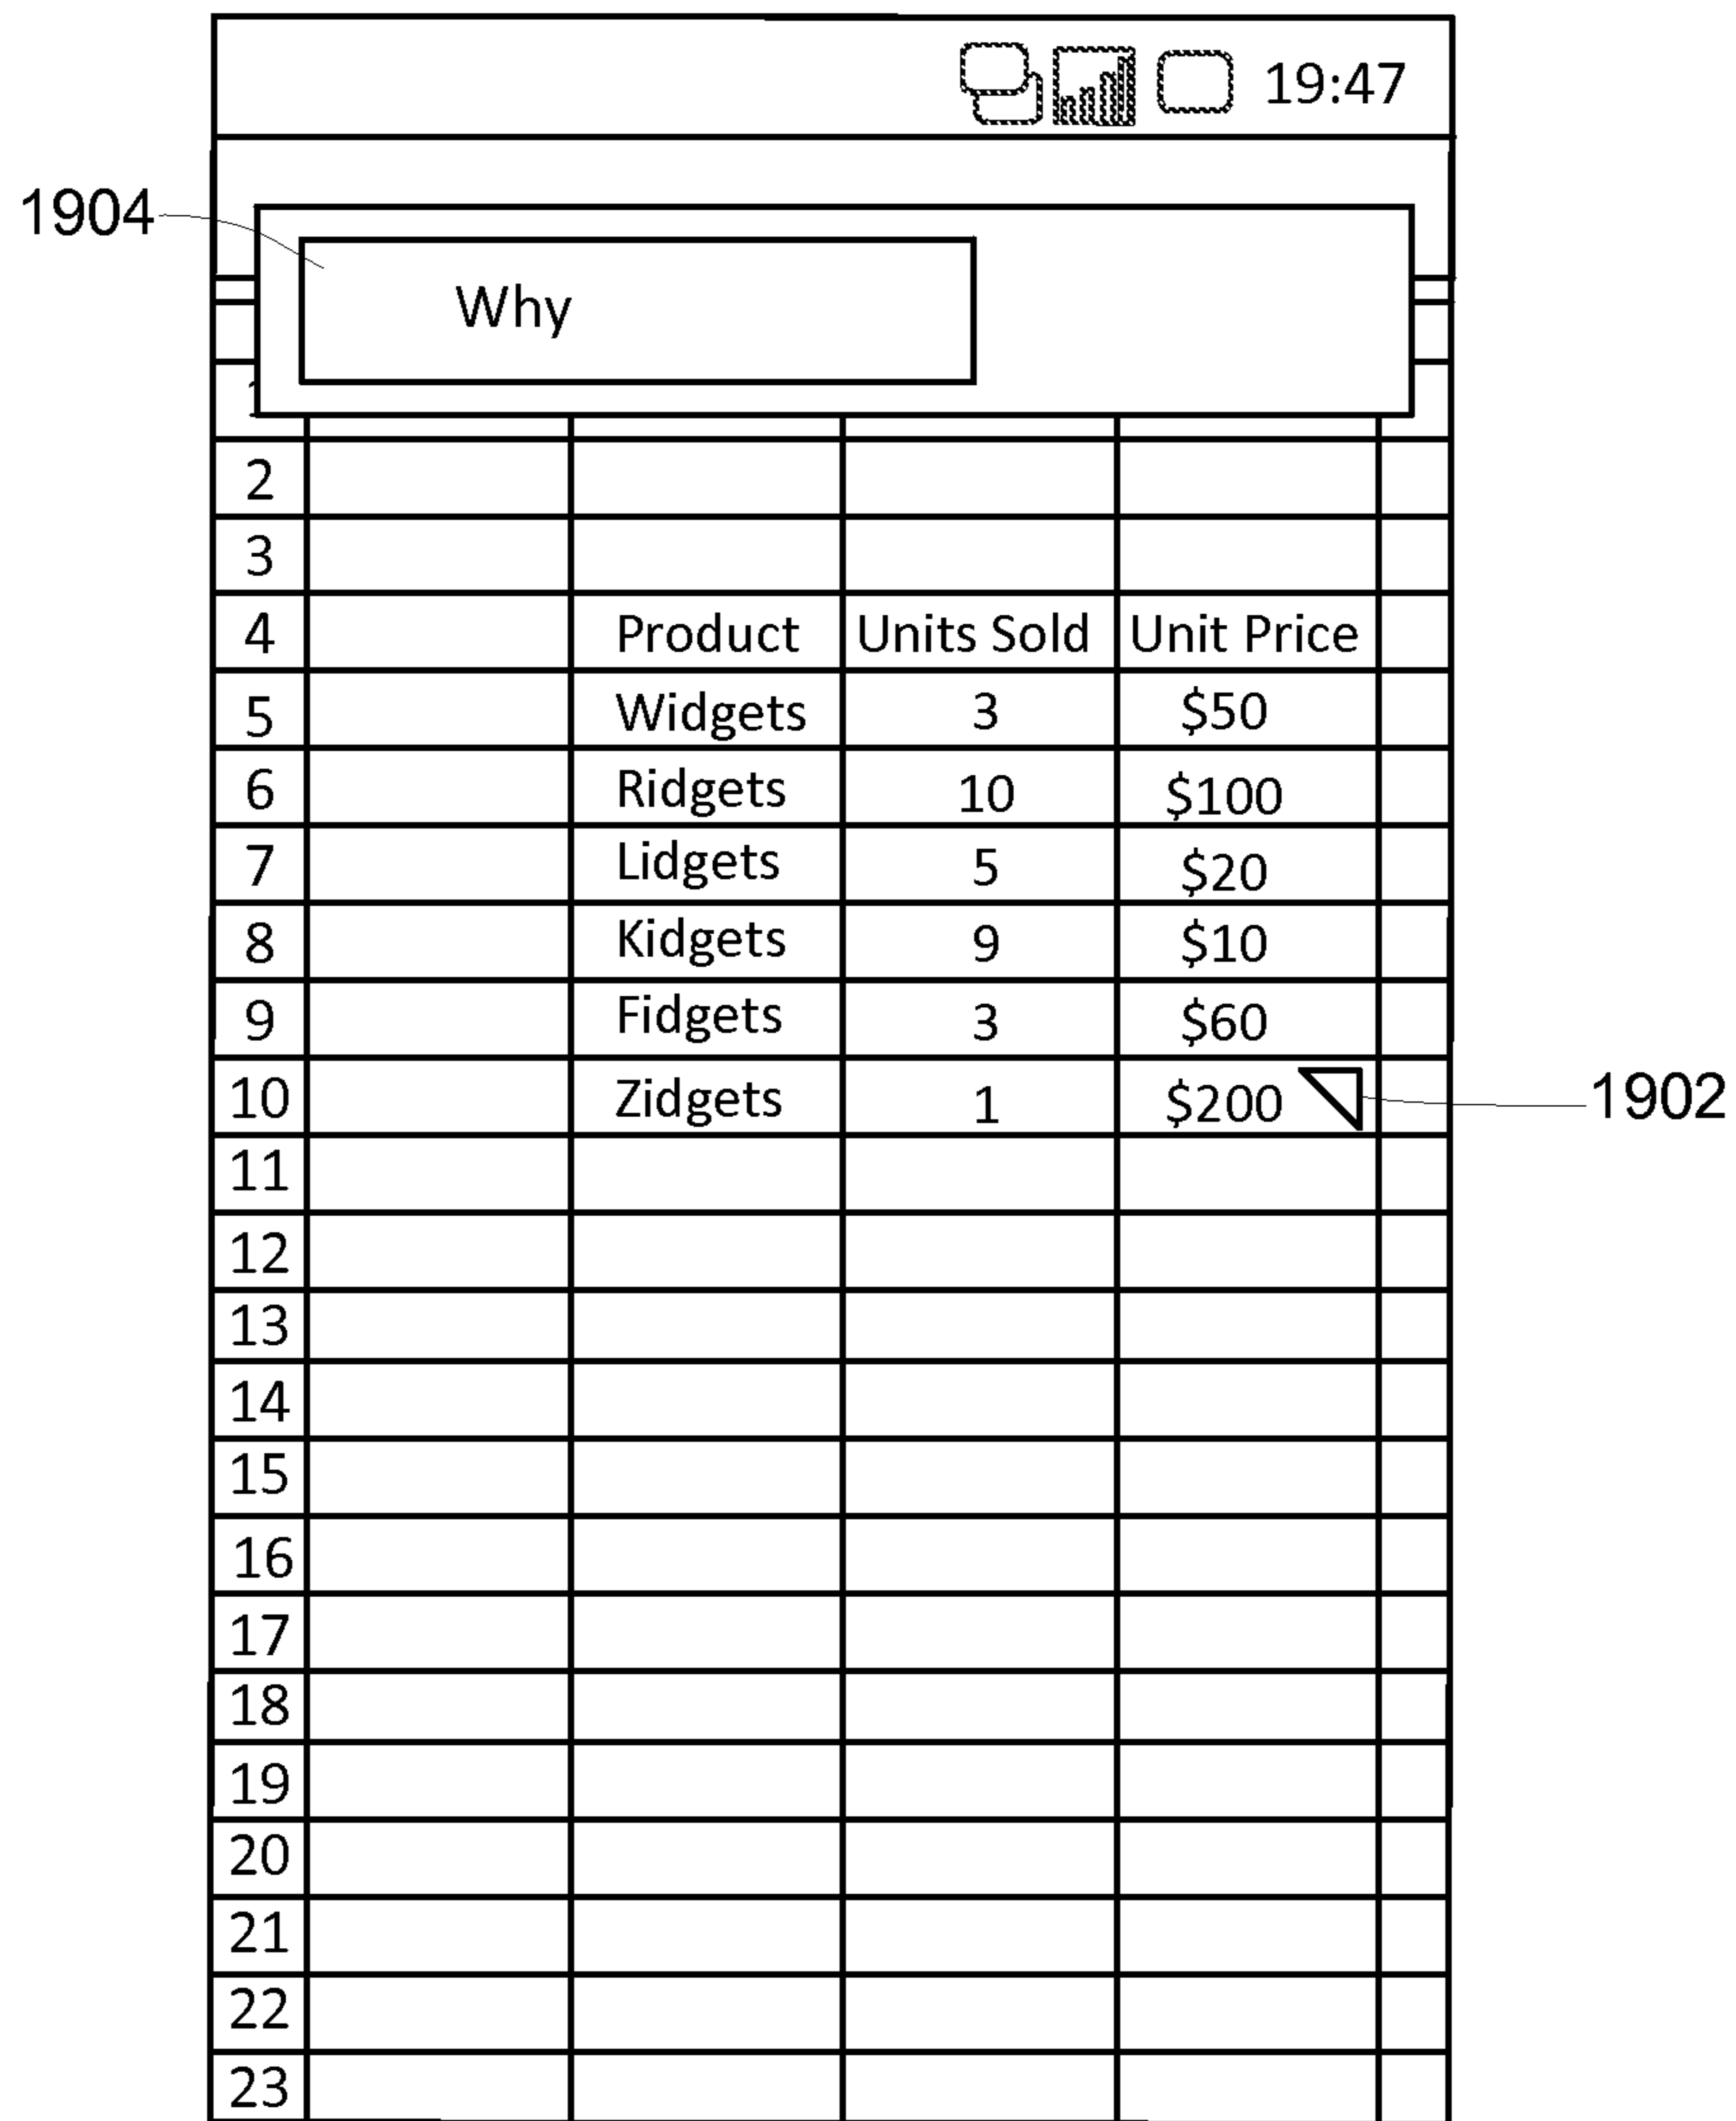 19:47
1904
Why
2
3
4 Product Units Sold Unit Price
5 Widgets 3 $50
6 Ridgets 10 $100
7 Lidgets 5 $20
8 Kidgets 9 $10
9 Fidgets 3 $60
10 Zidgets 1 $200 1902
11
12
13
14
15
16
17
18
19
20
21
22
23